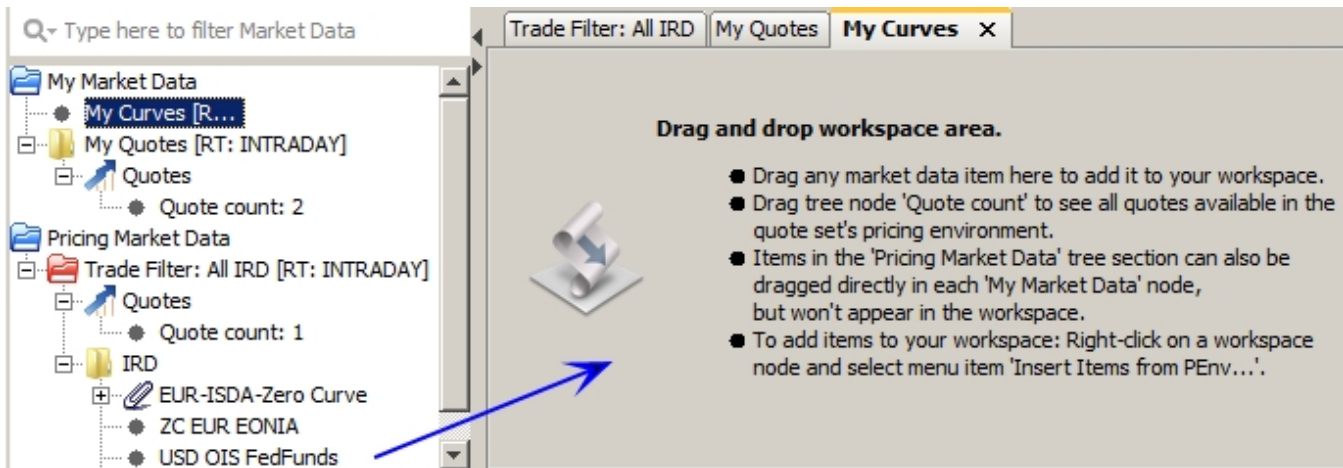 Type here to filter Market Data
My Market Data
My Curves [R...
My Quotes [RT: INTRADAY]
Quotes
Quote count: 2
Pricing Market Data
Trade Filter: All IRD [RT: INTRADAY]
Quotes
Quote count: 1
IRD
EUR-ISDA-Zero Curve
ZC EUR EONIA
USD OIS FedFunds
Trade Filter: All IRD
My Quotes
My Curves X
Drag and drop workspace area.
Drag any market data item here to add it to your workspace.
Drag tree node 'Quote count' to see all quotes available in the
quote set's pricing environment.
Items in the 'Pricing Market Data' tree section can also be
dragged directly in each 'My Market Data' node,
but won't appear in the workspace.
To add items to your workspace: Right-click on a workspace
node and select menu item 'Insert Items from PEnv...'.